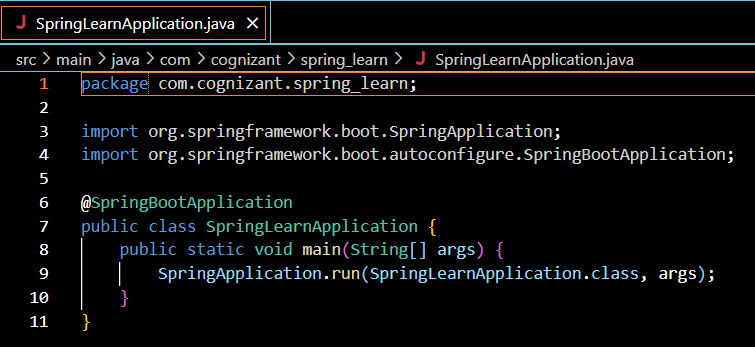 J SpringLearnApplication.java ×
src > main > java > com > cognizant > spring_learn > J SpringLearnApplication.java
1 package com.cognizant.spring_learn;
2
3 import org.springframework.boot.SpringApplication;
4 import org.springframework.boot.autoconfigure.SpringBootApplication;
5
6 @SpringBootApplication
7 public class SpringLearnApplication {
8     public static void main(String[] args) {
9         SpringApplication.run(SpringLearnApplication.class, args);
10     }
11 }